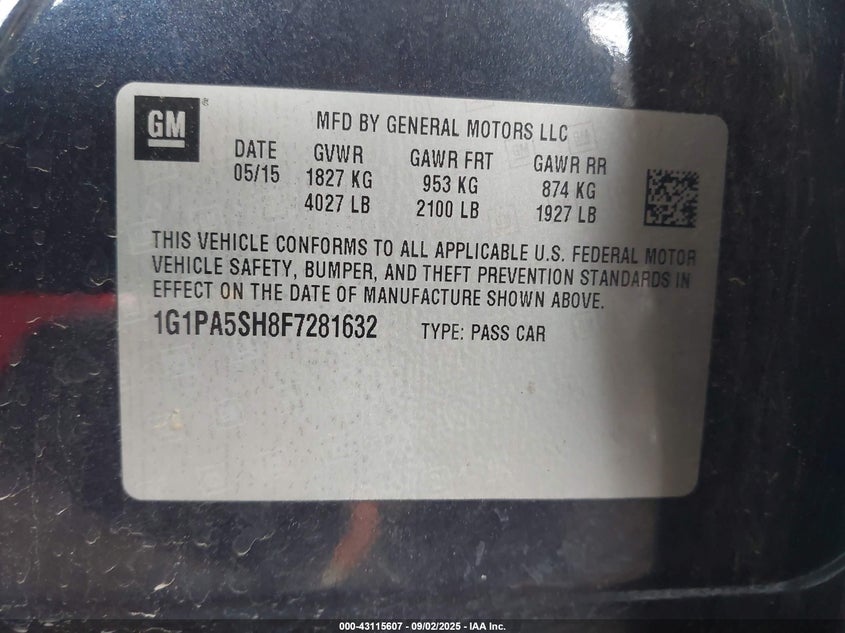 GM
MFD BY GENERAL MOTORS LLC
DATE GVWR GAWR FRT GAWR RR
05/15 1827 KG 953 KG 874 KG
4027 LB 2100 LB 1927 LB
THIS VEHICLE CONFORMS TO ALL APPLICABLE U.S. FEDERAL MOTOR
VEHICLE SAFETY, BUMPER, AND THEFT PREVENTION STANDARDS IN
EFFECT ON THE DATE OF MANUFACTURE SHOWN ABOVE.
1G1PA5SH8F7281632 TYPE: PASS CAR
000-43115607 - 09/02/2025 - IAA Inc.